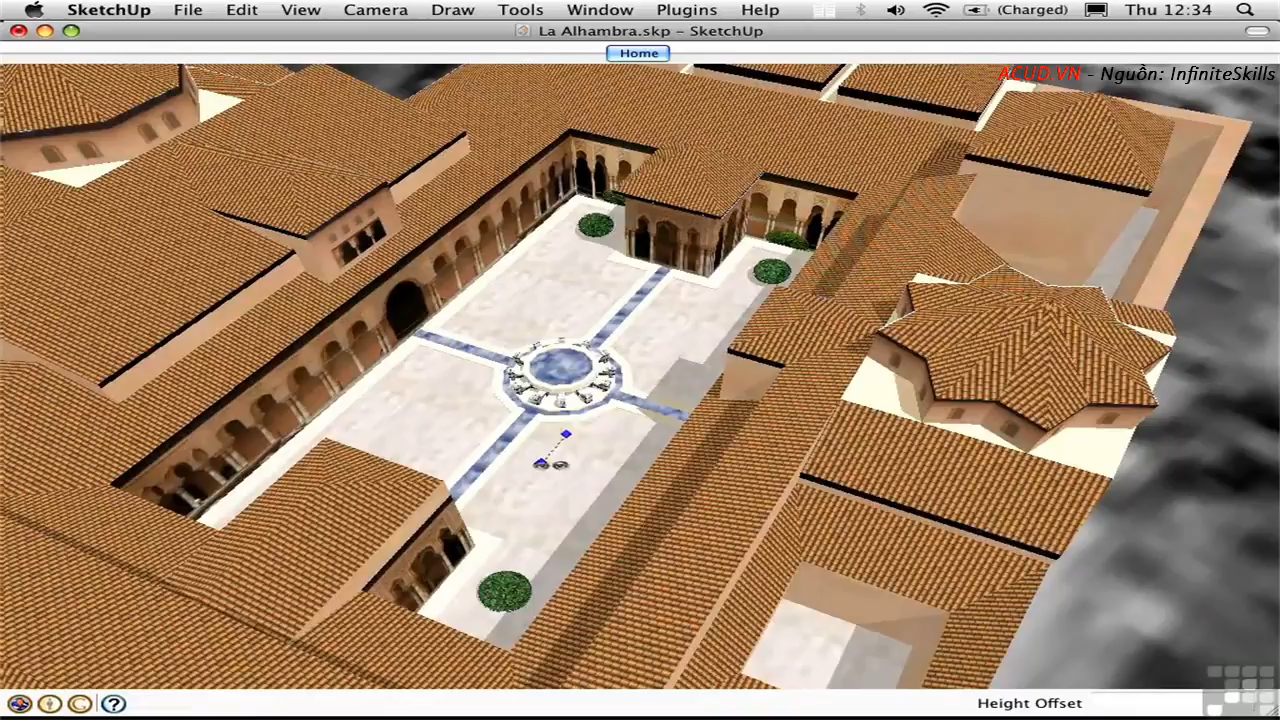 SketchUp File Edit View Camera Draw Tools Window Plugins Help (Charged) Thu 12:34
La Alhambra.skp – SketchUp
Home
ACUD.VN - Nguồn: InfiniteSkills
Height Offset